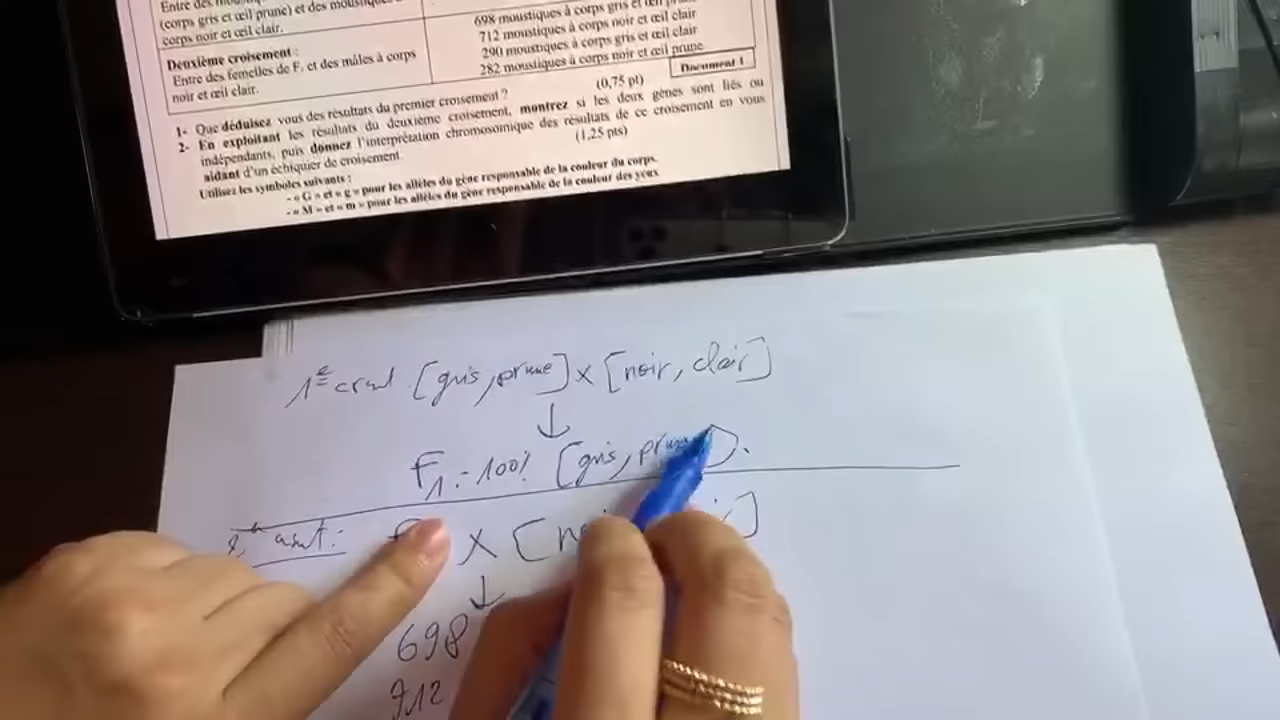 (corps gris et œil prune) et des moustiques
corps noir et œil clair.
698 moustiques à corps gris et œil prune
712 moustiques à corps noir et œil clair
290 moustiques à corps gris et œil clair
282 moustiques à corps noir et œil prune
Deuxième croisement :
Entre des femelles de F₁ et des mâles à corps
noir et œil clair.
Document 1
1- Que déduisez vous des résultats du premier croisement ? (0,75 pt)
2- En exploitant les résultats du deuxième croisement, montrez si les deux gènes sont liés ou
indépendants, puis donnez l'interprétation chromosomique des résultats de ce croisement en vous
aidant d'un échiquier de croisement. (1,25 pts)
Utilisez les symboles suivants :
- « G » et « g » pour les allèles du gène responsable de la couleur du corps.
- « M » et « m » pour les allèles du gène responsable de la couleur des yeux
[gris, prune] x [noir, clair]
↓
F1 : 100% [gris,
X [
↓
698
712